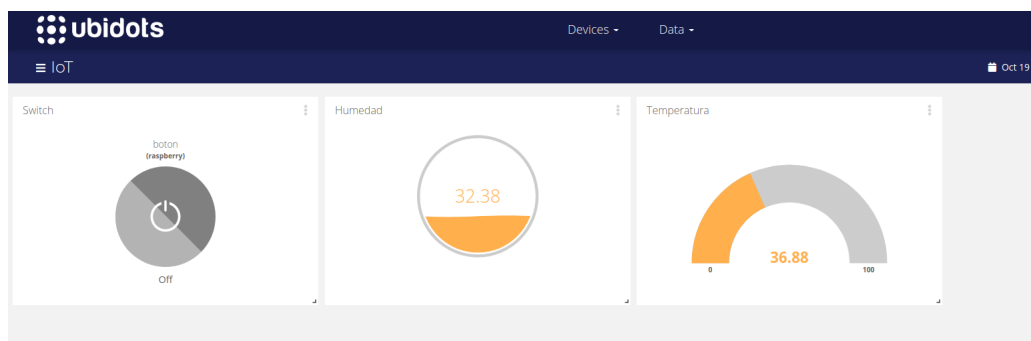 ubidots
Devices
Data
IoT
Oct 19
Switch
boton
(raspberry)
Off
Humedad
32.38
Temperatura
36.88
0
100